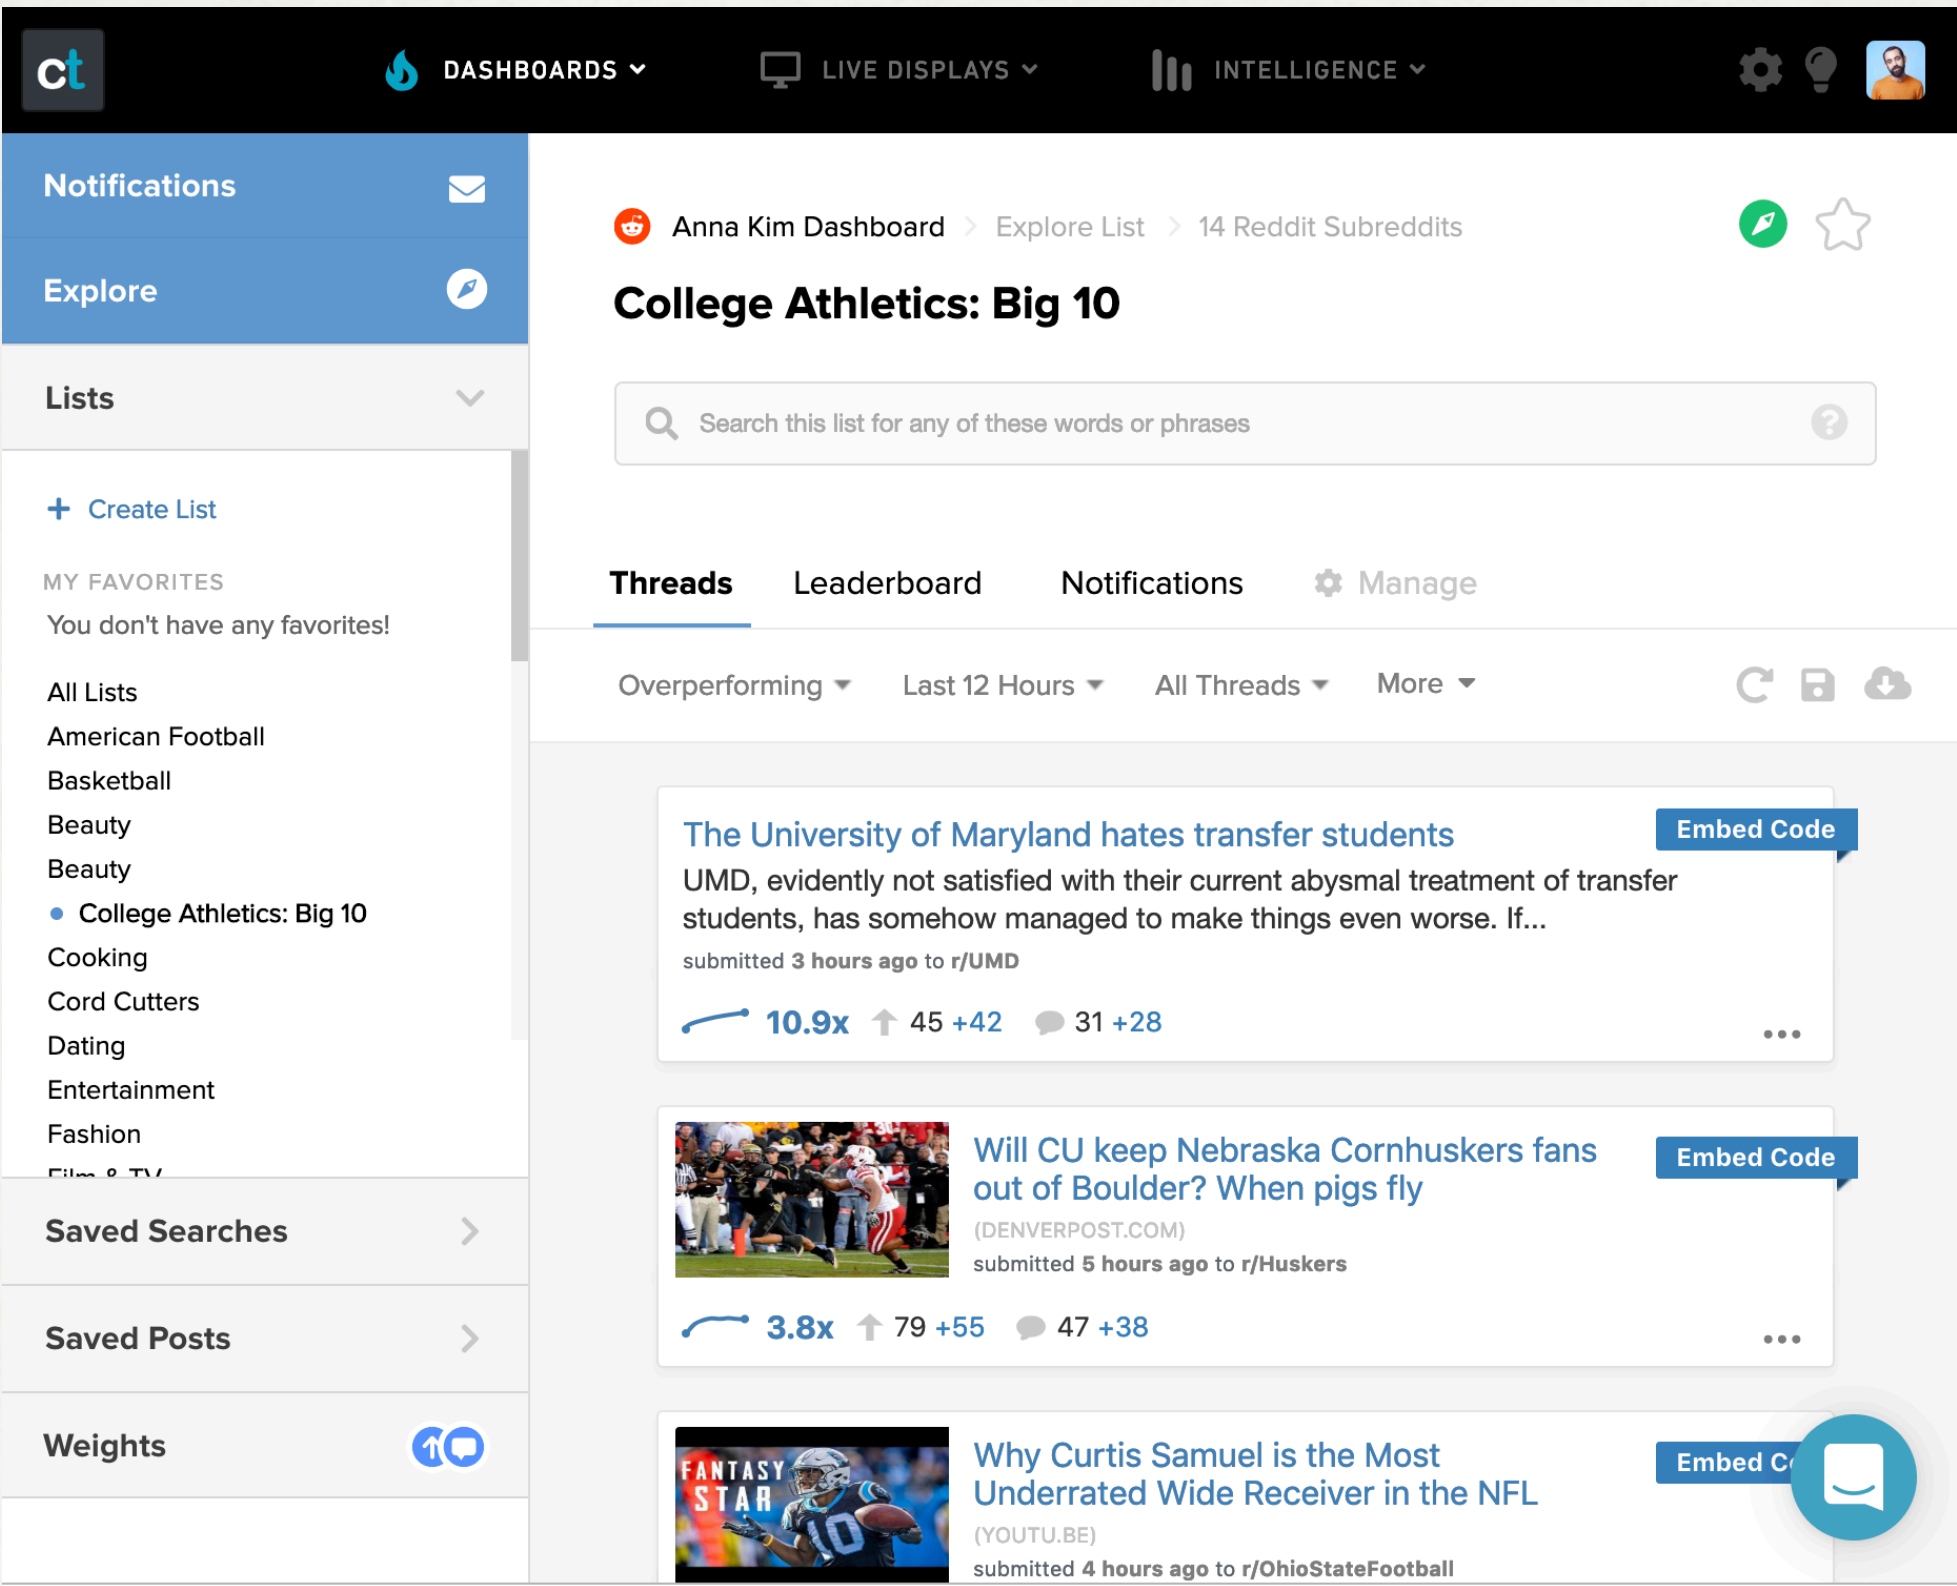 ct
DASHBOARDS
LIVE DISPLAYS
INTELLIGENCE
Notifications
Explore
Lists
+ Create List
MY FAVORITES
You don't have any favorites!
All Lists
American Football
Basketball
Beauty
Beauty
College Athletics: Big 10
Cooking
Cord Cutters
Dating
Entertainment
Fashion
Film & TV
Saved Searches
Saved Posts
Weights
Anna Kim Dashboard > Explore List > 14 Reddit Subreddits
College Athletics: Big 10
Search this list for any of these words or phrases ?
Threads Leaderboard Notifications Manage
Overperforming Last 12 Hours All Threads More
The University of Maryland hates transfer students
Embed Code
UMD, evidently not satisfied with their current abysmal treatment of transfer
students, has somehow managed to make things even worse. If...
submitted 3 hours ago to r/UMD
10.9x 45 +42 31 +28
Will CU keep Nebraska Cornhuskers fans
out of Boulder? When pigs fly
Embed Code
(DENVERPOST.COM)
submitted 5 hours ago to r/Huskers
3.8x 79 +55 47 +38
FANTASY
STAR
10
Why Curtis Samuel is the Most
Underrated Wide Receiver in the NFL
Embed
(YOUTU.BE)
submitted 4 hours ago to r/OhioStateFootball